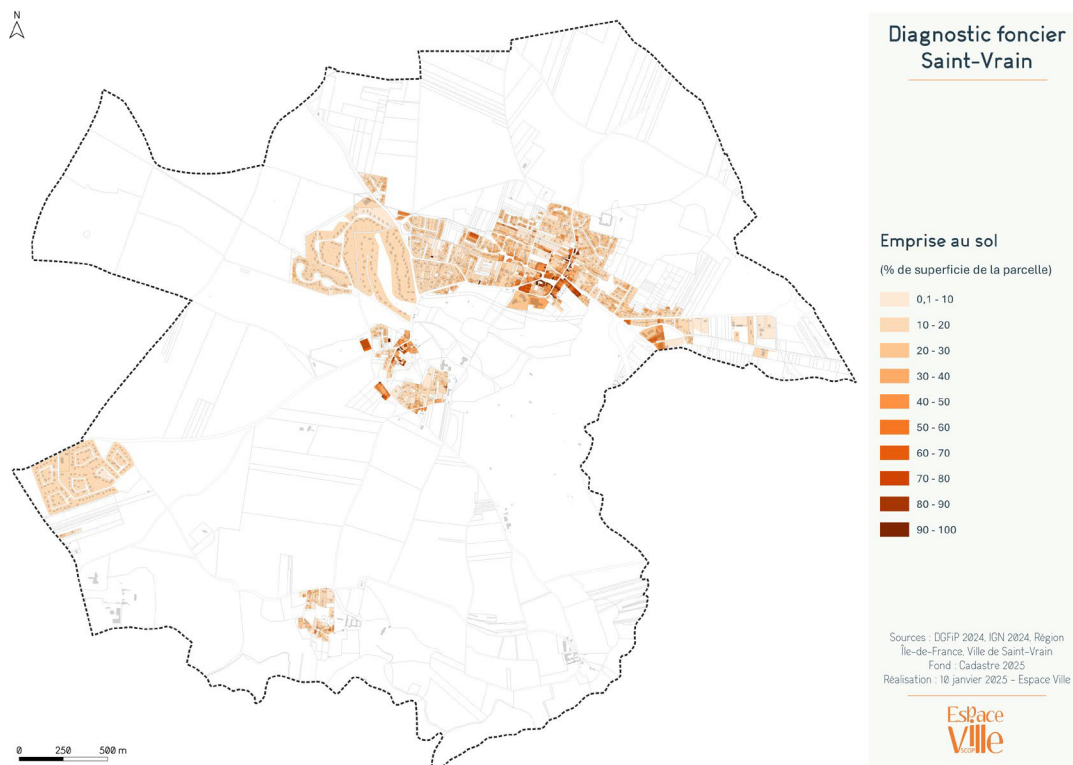 N
Diagnostic foncier
Saint-Vrain
Emprise au sol
(% de superficie de la parcelle)
0,1 - 10
10 - 20
20 - 30
30 - 40
40 - 50
50 - 60
60 - 70
70 - 80
80 - 90
90 - 100
Sources : DGFiP 2024, IGN 2024, Région
Île-de-France, Ville de Saint-Vrain
Fond : Cadastre 2025
Réalisation : 10 janvier 2025 - Espace Ville
Espace
Ville
SCOP
0 250 500 m